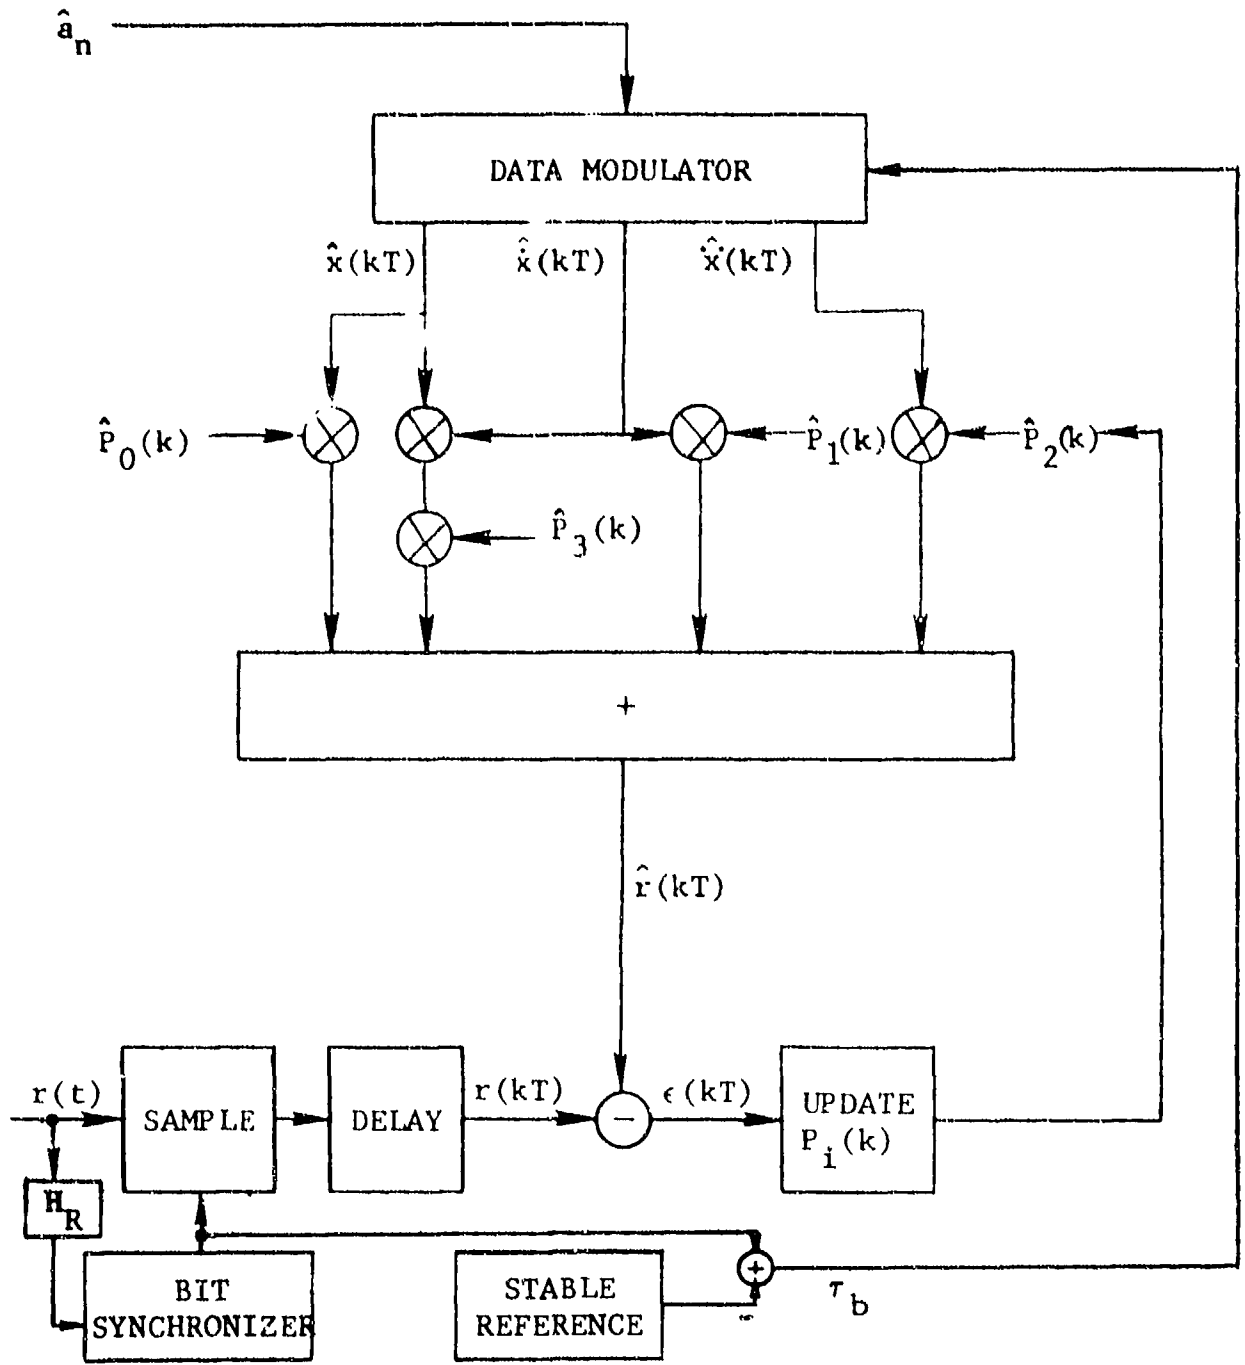 â_n
DATA MODULATOR
x̂(kT)
ẋ̂(kT)
ẍ̂(kT)
P̂_0(k)
P̂_1(k)
P̂_2(k)
P̂_3(k)
+
r̂(kT)
r(t)
SAMPLE
DELAY
r(kT)
−
ϵ(kT)
UPDATE
P_i(k)
H_R
BIT
SYNCHRONIZER
STABLE
REFERENCE
+
−
τ_b